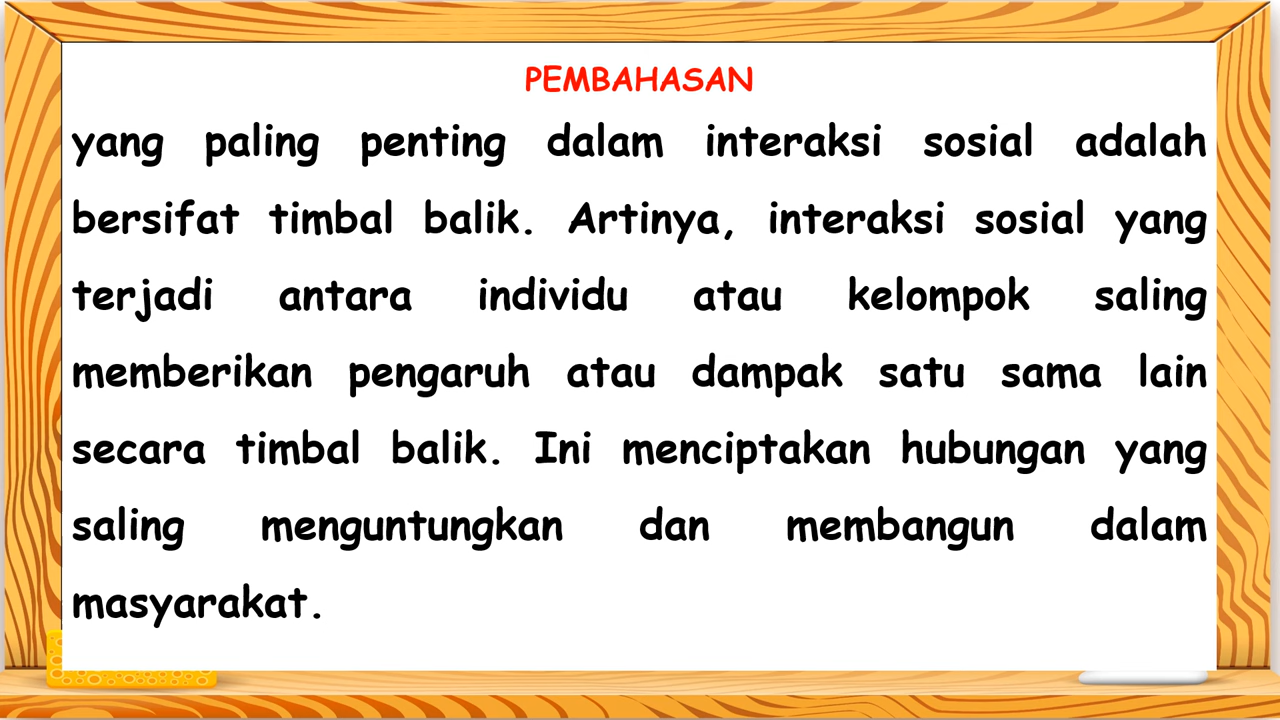 PEMBAHASAN
yang paling penting dalam interaksi sosial adalah
bersifat timbal balik. Artinya, interaksi sosial yang
terjadi antara individu atau kelompok saling
memberikan pengaruh atau dampak satu sama lain
secara timbal balik. Ini menciptakan hubungan yang
saling menguntungkan dan membangun dalam
masyarakat.